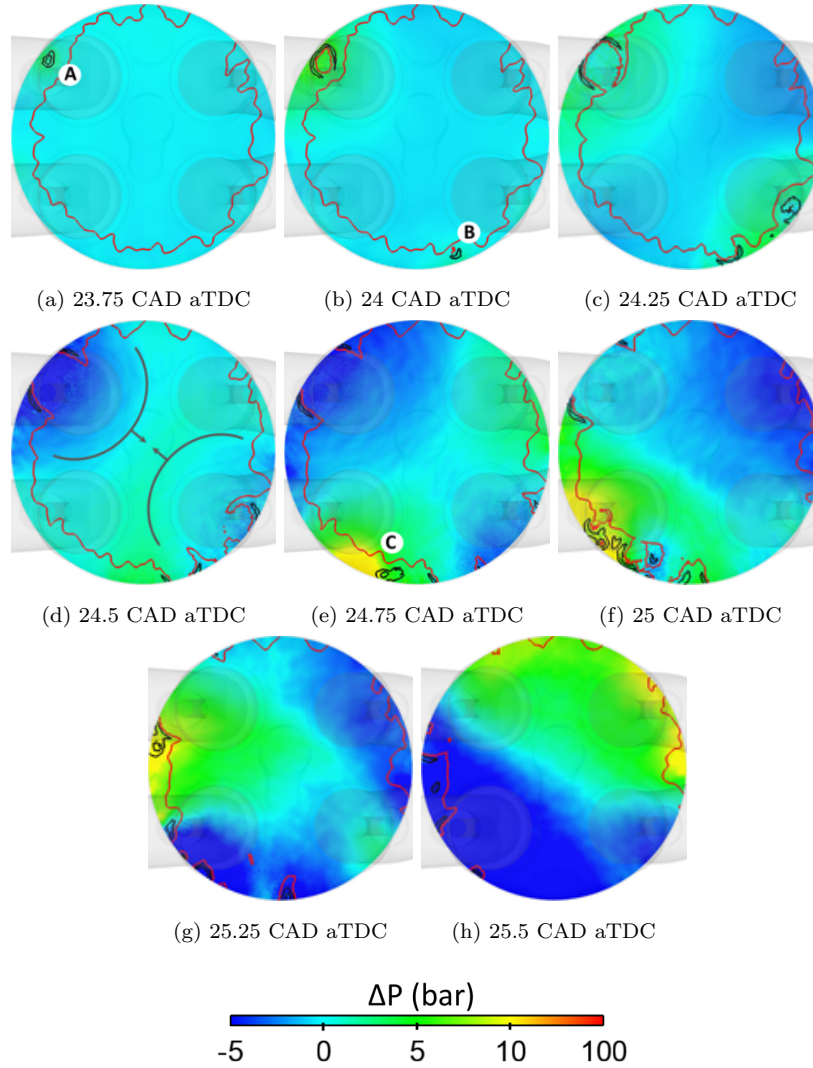 A
B
(a) 23.75 CAD aTDC
(b) 24 CAD aTDC
(c) 24.25 CAD aTDC
C
(d) 24.5 CAD aTDC
(e) 24.75 CAD aTDC
(f) 25 CAD aTDC
(g) 25.25 CAD aTDC
(h) 25.5 CAD aTDC
ΔP (bar)
-5 0 5 10 100